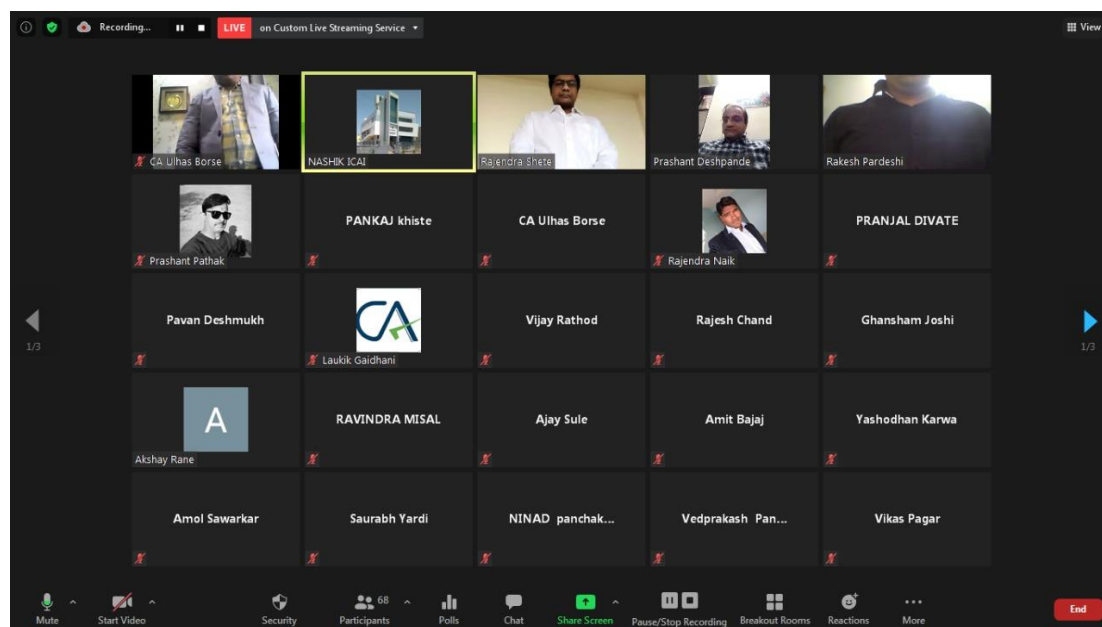 Recording...
LIVE
on Custom Live Streaming Service
View
CA Ulhas Borse
NASHIK ICAI
Rajendra Shete
Prashant Deshpande
Rakesh Pardeshi
Prashant Pathak
PANKAJ khiste
CA Ulhas Borse
Rajendra Naik
PRANJAL DIVATE
Pavan Deshmukh
CA
Laukik Gaidhani
Vijay Rathod
Rajesh Chand
Ghansham Joshi
1/3
1/3
A
Akshay Rane
RAVINDRA MISAL
Ajay Sule
Amit Bajaj
Yashodhan Karwa
Amol Sawarkar
Saurabh Yardi
NINAD panchak...
Vedprakash Pan...
Vikas Pagar
Mute
Start Video
Security
68
Participants
Polls
Chat
Share Screen
Pause/Stop Recording
Breakout Rooms
Reactions
More
End